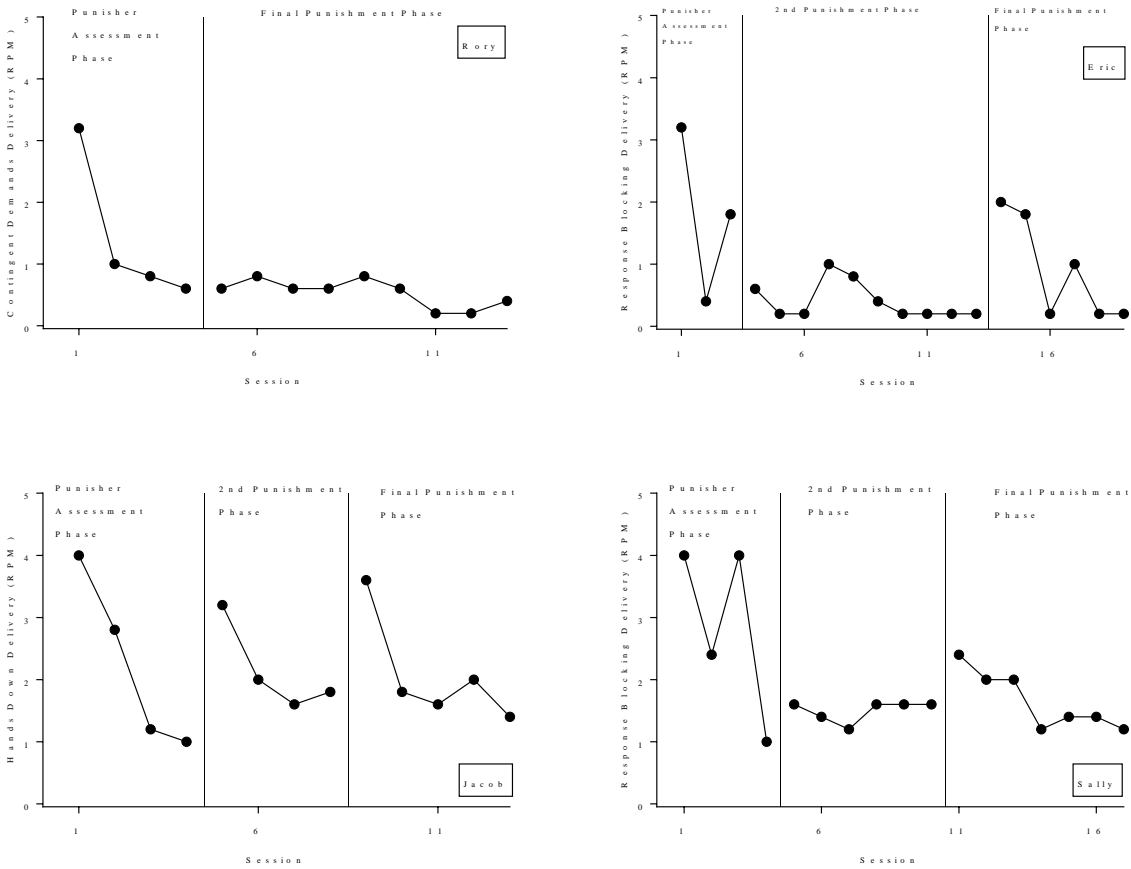 Punisher
Assessment
Phase
Final Punishment Phase
Rory
Contingent Demands Delivery (RPM)
5
4
3
2
1
0
1
6
11
Session
Punisher
Assessment
Phase
2nd Punishment Phase
Final Punishment
Phase
Eric
Response Blocking Delivery (RPM)
5
4
3
2
1
0
1
6
11
16
Session
Punisher
Assessment
Phase
2nd Punishment
Phase
Final Punishment
Phase
Jacob
Hands Down Delivery (RPM)
5
4
3
2
1
0
1
6
11
Session
Punisher
Assessment
Phase
2nd Punishment
Phase
Final Punishment
Phase
Sally
Response Blocking Delivery (RPM)
5
4
3
2
1
0
1
6
11
16
Session